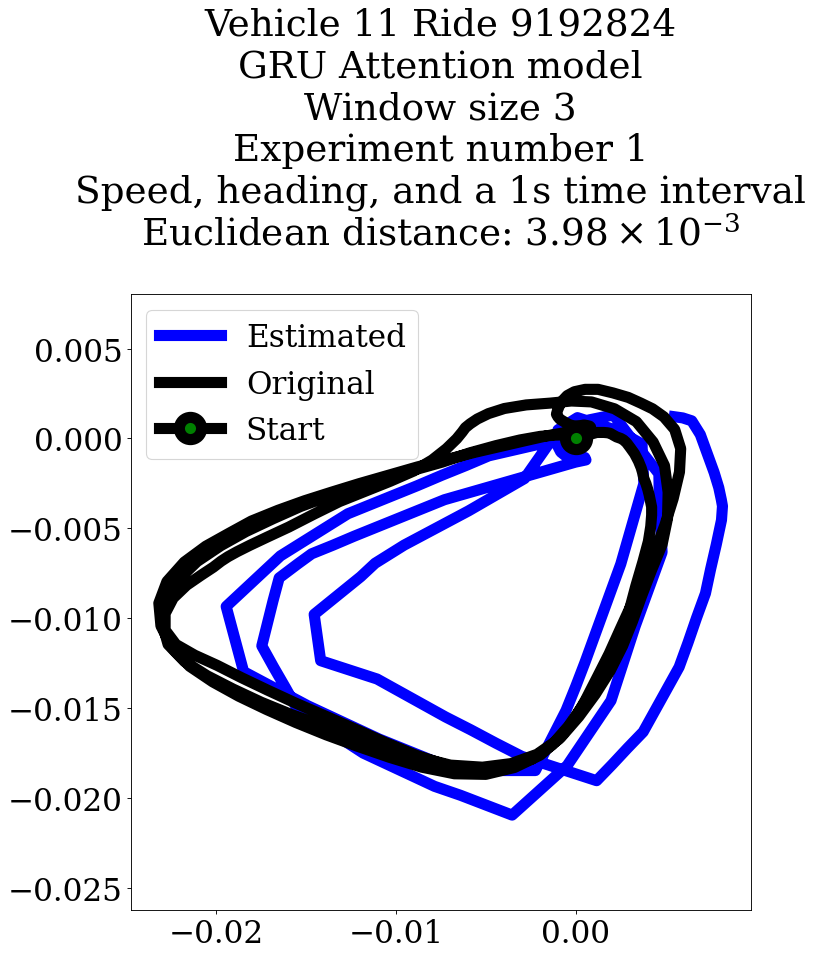 Vehicle 11 Ride 9192824
GRU Attention model
Window size 3
Experiment number 1
Speed, heading, and a 1s time interval
Euclidean distance: 3.98 × 10⁻³
Estimated
Original
Start
0.005
0.000
−0.005
−0.010
−0.015
−0.020
−0.025
−0.02 −0.01 0.00